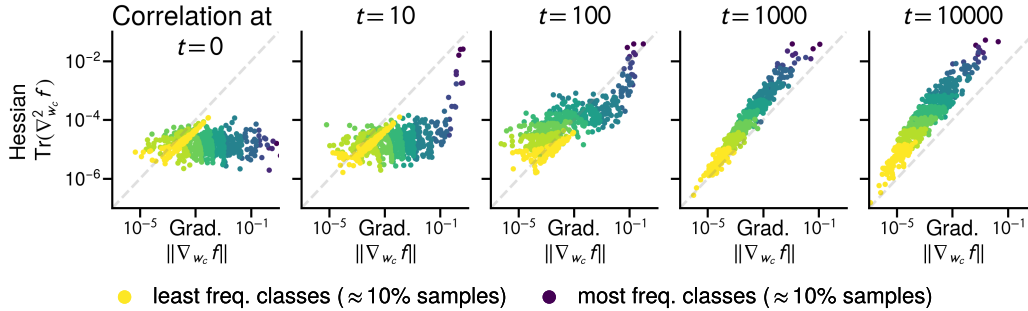 Correlation at
t = 0
t = 10
t = 100
t = 1000
t = 10000
Hessian
Tr(∇²_{w_c} f)
10⁻²
10⁻⁴
10⁻⁶
10⁻⁵ 10⁻¹
Grad.
‖∇_{w_c} f‖
10⁻⁵ 10⁻¹
Grad.
‖∇_{w_c} f‖
10⁻⁵ 10⁻¹
Grad.
‖∇_{w_c} f‖
10⁻⁵ 10⁻¹
Grad.
‖∇_{w_c} f‖
10⁻⁵ 10⁻¹
Grad.
‖∇_{w_c} f‖
least freq. classes (≈10% samples)
most freq. classes (≈10% samples)